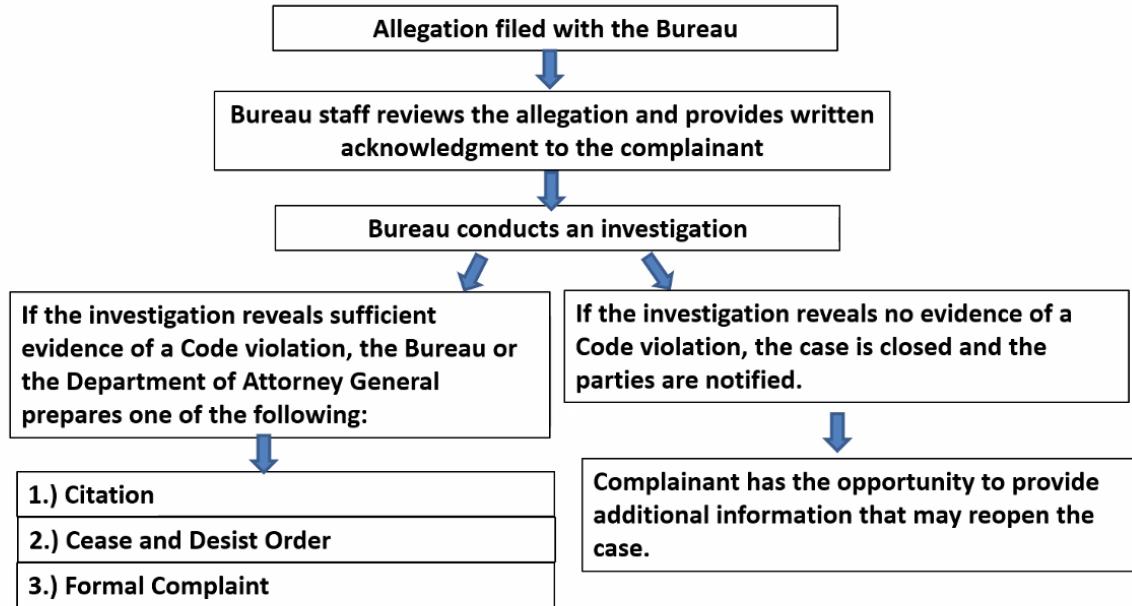 Allegation filed with the Bureau
Bureau staff reviews the allegation and provides written
acknowledgment to the complainant
Bureau conducts an investigation
If the investigation reveals sufficient
evidence of a Code violation, the Bureau or
the Department of Attorney General
prepares one of the following:
1.) Citation
2.) Cease and Desist Order
3.) Formal Complaint
If the investigation reveals no evidence of a
Code violation, the case is closed and the
parties are notified.
Complainant has the opportunity to provide
additional information that may reopen the
case.